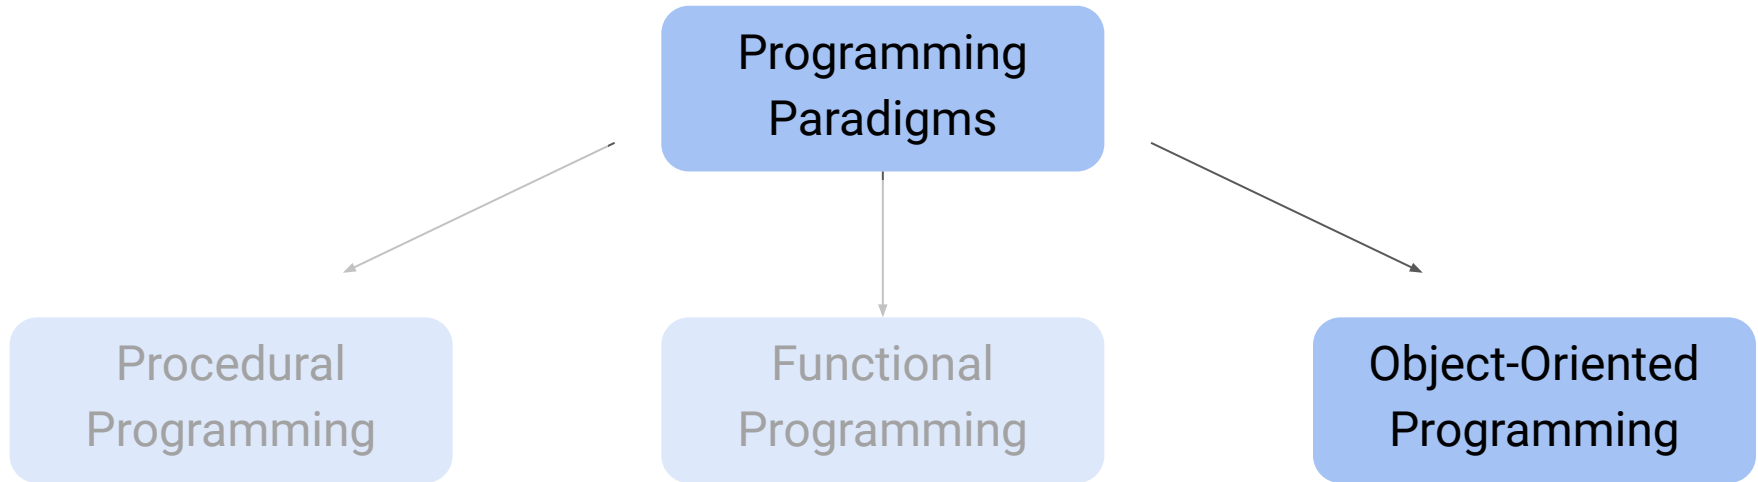 Programming
Paradigms
Procedural
Programming
Functional
Programming
Object-Oriented
Programming